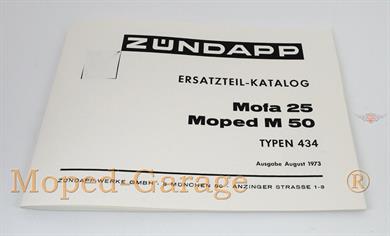 ZÜNDAPP
ERSATZTEIL-KATALOG
Mofa 25
Moped M 50
TYPEN 434
Ausgabe August 1973
Moped Garage ®
ZÜNDAPP-WERKE GMBH · 8 MÜNCHEN 80 · ANZINGER STRASSE 1-3